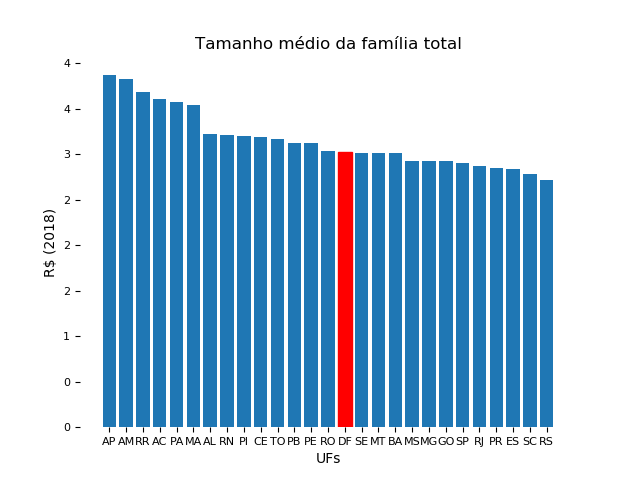 Tamanho médio da família total
4
4
3
2
2
2
1
0
0
R$ (2018)
AP AM RR AC PA MA AL RN PI CE TO PB PE RO DF SE MT BA MS MG GO SP RJ PR ES SC RS
UFs